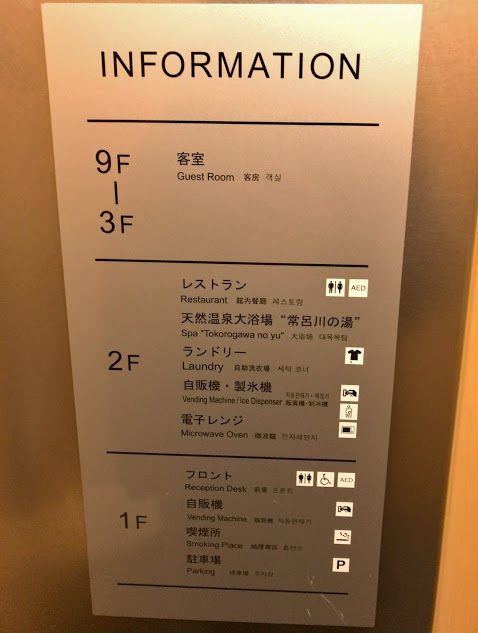 INFORMATION
9F
|
3F
客室
Guest Room 客房 객실
2F
レストラン
AED
Restaurant 館内餐廳 레스토랑
天然温泉大浴場 “常呂川の湯”
Spa "Tokorogawa no yu" 大浴场 대목욕탕
ランドリー
Laundry 自助洗衣場 세탁 코너
自販機・製氷機
Vending Machine / Ice Dispenser 販賣機・製冰機
電子レンジ
Microwave Oven 微波爐 전자레인지
1F
フロント
AED
Reception Desk 前臺 프론트
自販機
Vending Machine 販賣機 자동판매기
喫煙所
Smoking Place 흡연소
駐車場
P
Parking 停車場 주차장